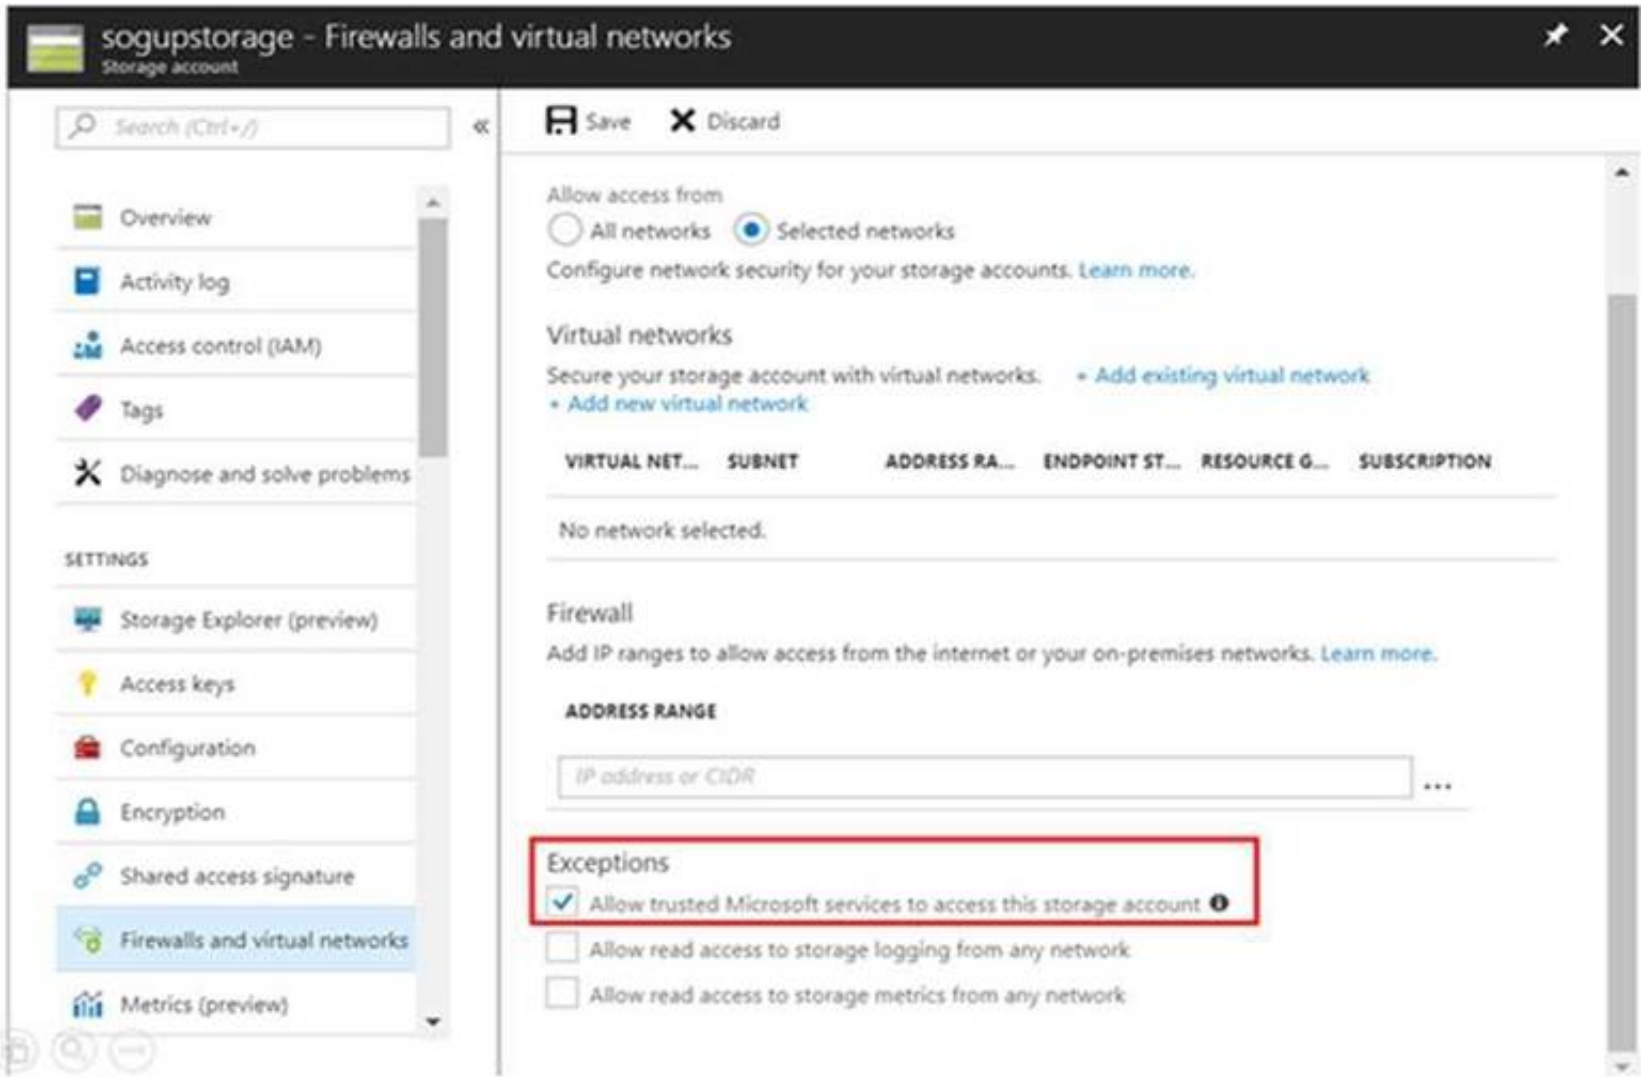 sogupstorage - Firewalls and virtual networks
Storage account
Search (Ctrl+/)
«
Overview
Activity log
Access control (IAM)
Tags
Diagnose and solve problems
SETTINGS
Storage Explorer (preview)
Access keys
Configuration
Encryption
Shared access signature
Firewalls and virtual networks
Metrics (preview)
Save Discard
Allow access from
All networks Selected networks
Configure network security for your storage accounts. Learn more.
Virtual networks
Secure your storage account with virtual networks. + Add existing virtual network
+ Add new virtual network
VIRTUAL NET... SUBNET ADDRESS RA... ENDPOINT ST... RESOURCE G... SUBSCRIPTION
No network selected.
Firewall
Add IP ranges to allow access from the internet or your on-premises networks. Learn more.
ADDRESS RANGE
IP address or CIDR
...
Exceptions
Allow trusted Microsoft services to access this storage account
Allow read access to storage logging from any network
Allow read access to storage metrics from any network